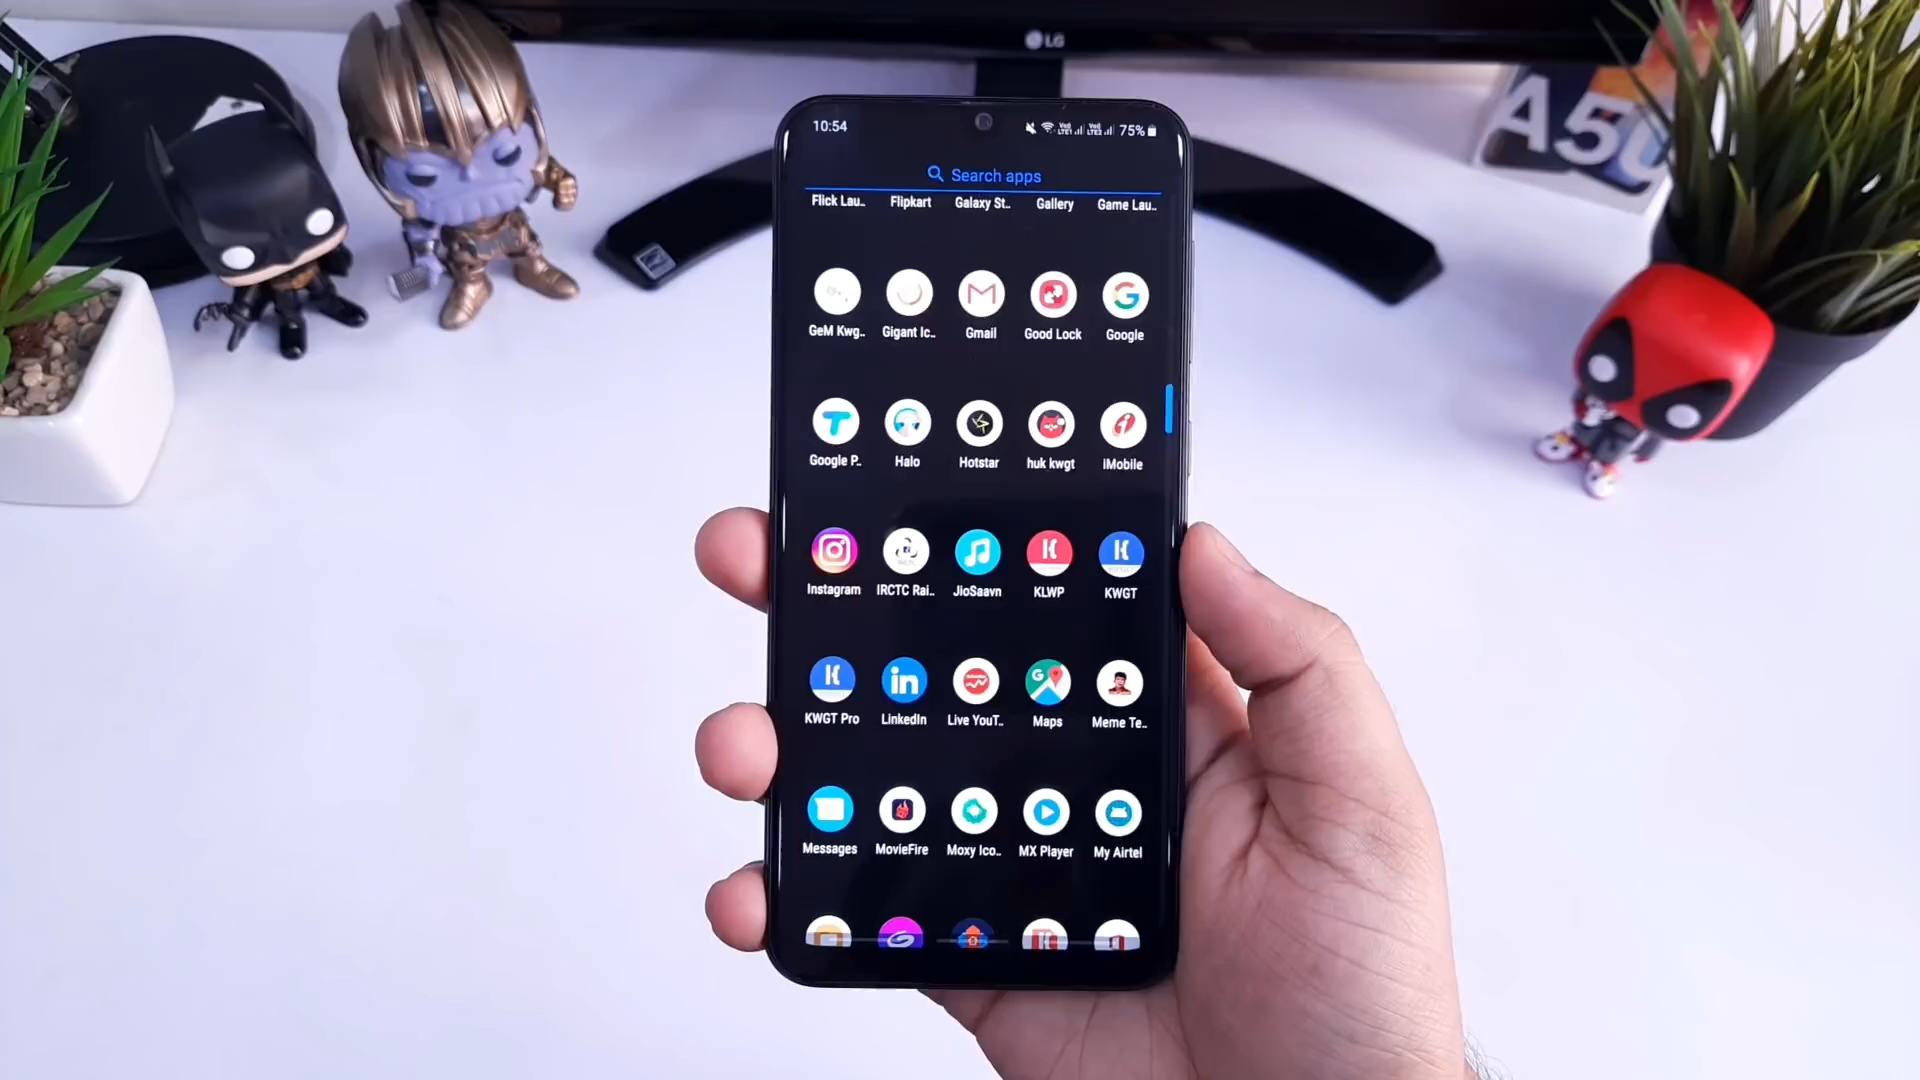 LG
A50
10:54
75%
Search apps
Flick Lau.. Flipkart Galaxy St.. Gallery Game Lau..
GeM Kwg.. Gigant Ic.. Gmail Good Lock Google
Google P.. Halo Hotstar huk kwgt iMobile
Instagram IRCTC Rai.. JioSaavn KLWP KWGT
KWGT Pro LinkedIn Live YouT.. Maps Meme Te..
Messages MovieFire Moxy Ico.. MX Player My Airtel